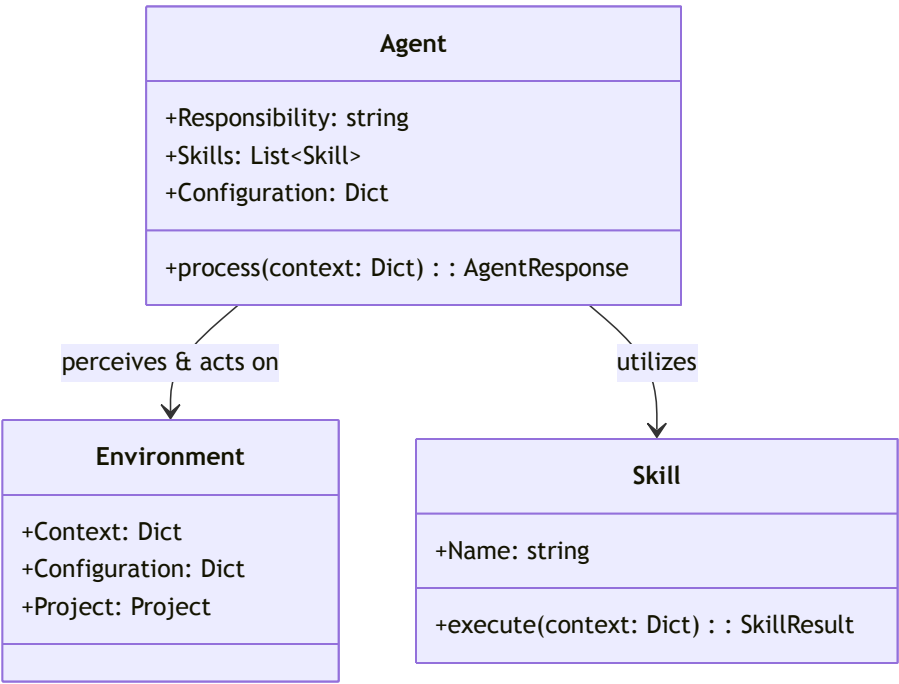 Agent
+Responsibility: string
+Skills: List<Skill>
+Configuration: Dict
+process(context: Dict) : : AgentResponse
perceives & acts on
utilizes
Environment
+Context: Dict
+Configuration: Dict
+Project: Project
Skill
+Name: string
+execute(context: Dict) : : SkillResult